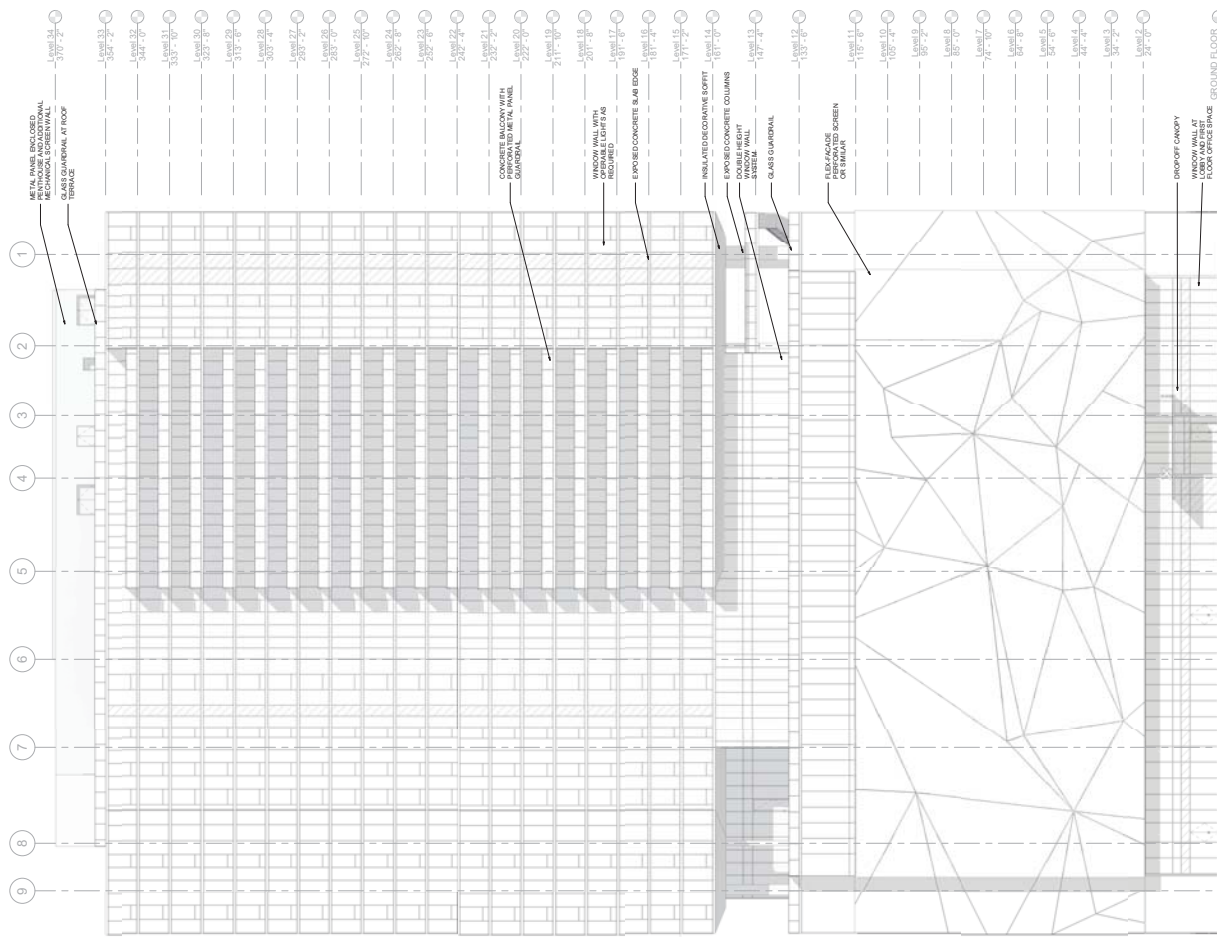 Level 34
370' - 2"
Level 33
354' - 2"
Level 32
344' - 0"
Level 31
333' - 10"
Level 30
323' - 8"
Level 29
313' - 6"
Level 28
303' - 4"
Level 27
293' - 2"
Level 26
283' - 0"
Level 25
272' - 10"
Level 24
262' - 8"
Level 23
252' - 6"
Level 22
242' - 4"
Level 21
232' - 2"
Level 20
222' - 0"
Level 19
211' - 10"
Level 18
201' - 8"
Level 17
191' - 6"
Level 16
181' - 4"
Level 15
171' - 2"
Level 14
161' - 0"
Level 13
147' - 4"
Level 12
133' - 6"
Level 11
115' - 6"
Level 10
105' - 4"
Level 9
95' - 2"
Level 8
85' - 0"
Level 7
74' - 10"
Level 6
64' - 8"
Level 5
54' - 6"
Level 4
44' - 4"
Level 3
34' - 2"
Level 2
24' - 0"
GROUND FLOOR
METAL PANEL ENCLOSED
PENTHOUSE AND ADDITIONAL
MECHANICAL SCREEN WALL
GLASS GUARDRAIL AT ROOF
TERRACE
CONCRETE BALCONY WITH
PERFORATED METAL PANEL
GUARDRAIL
WINDOW WALL WITH
OPERABLE LIGHTS AS
REQUIRED
EXPOSED CONCRETE SLAB EDGE
INSULATED DECORATIVE SOFFIT
EXPOSED CONCRETE COLUMNS
DOUBLE HEIGHT
WINDOW WALL
SYSTEM
GLASS GUARDRAIL
FLEX-FACADE
PERFORATED SCREEN
OR SIMILAR
DROPOFF CANOPY
WINDOW WALL AT
LOBBY AND FIRST
FLOOR OFFICE SPACE
1
2
3
4
5
6
7
8
9